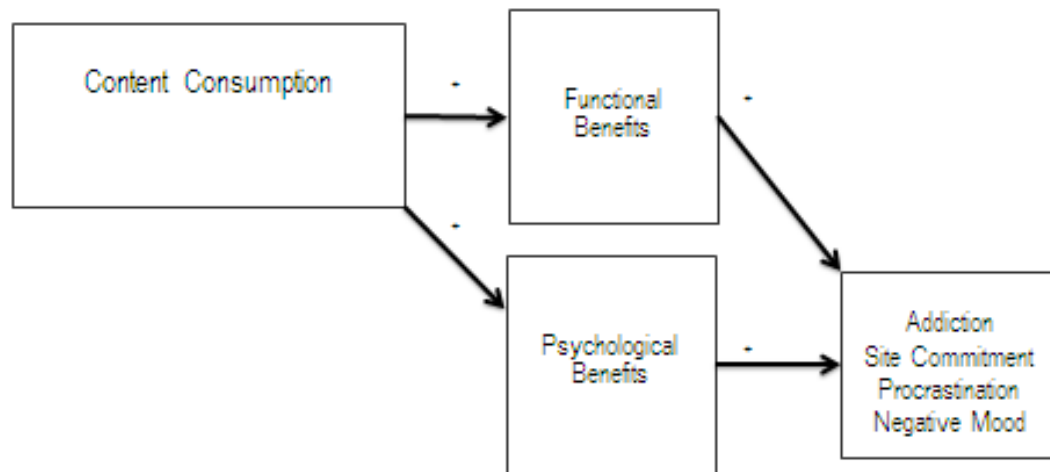 Content Consumption
-
Functional
Benefits
-
-
Psychological
Benefits
-
Addiction
Site Commitment
Procrastination
Negative Mood